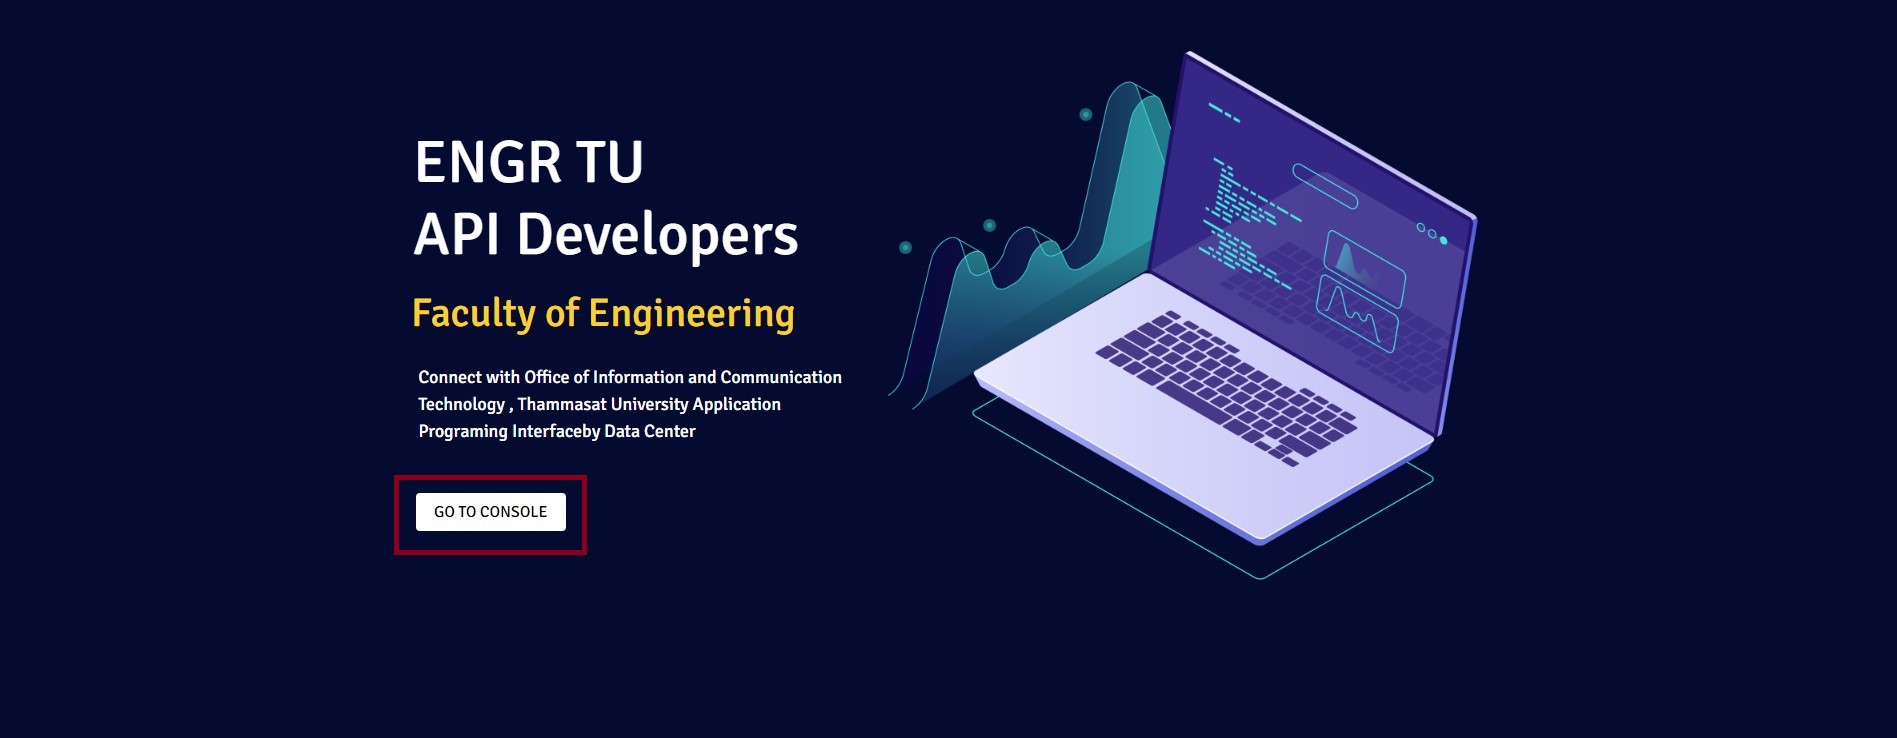 ENGR TU
API Developers
Faculty of Engineering
Connect with Office of Information and Communication
Technology , Thammasat University Application
Programing Interfaceby Data Center
GO TO CONSOLE